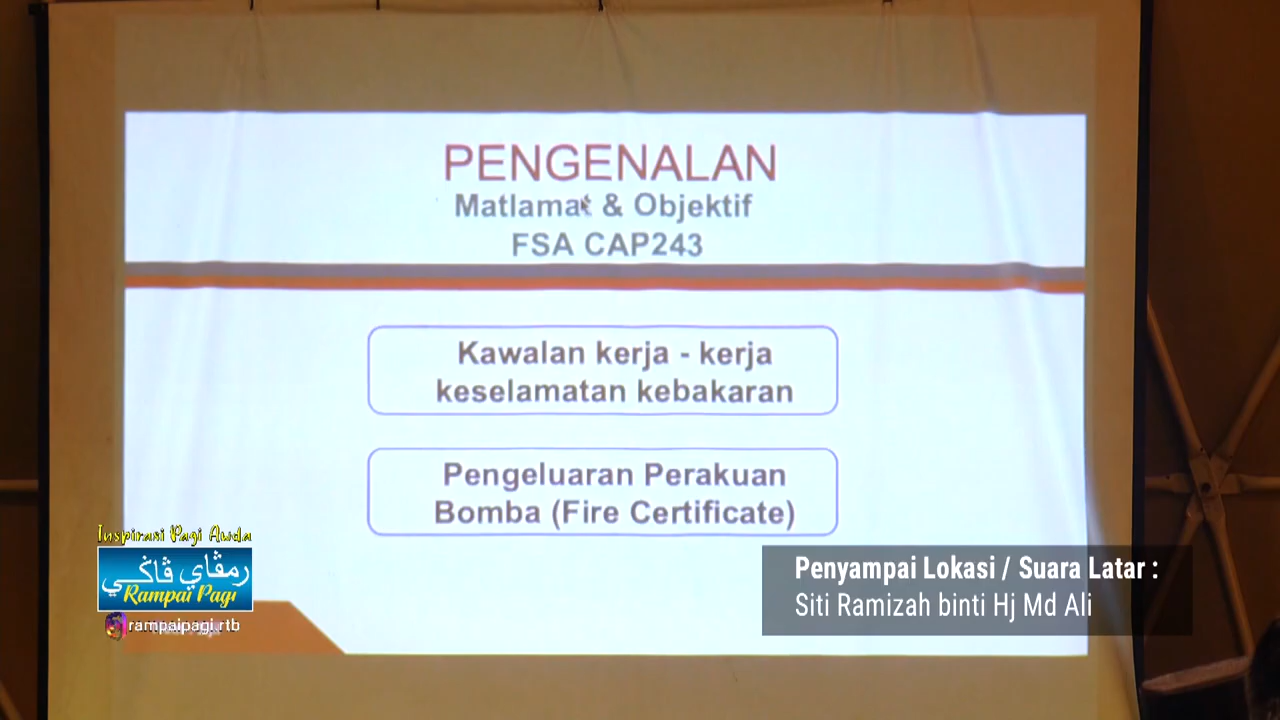 PENGENALAN
Matlamat & Objektif
FSA CAP243
Kawalan kerja - kerja
keselamatan kebakaran
Pengeluaran Perakuan
Bomba (Fire Certificate)
Inspirasi Pagi Anda
رمڤاي ڤاݢي
Rampai Pagi
rampaipagi.rtb
Penyampai Lokasi / Suara Latar :
Siti Ramizah binti Hj Md Ali